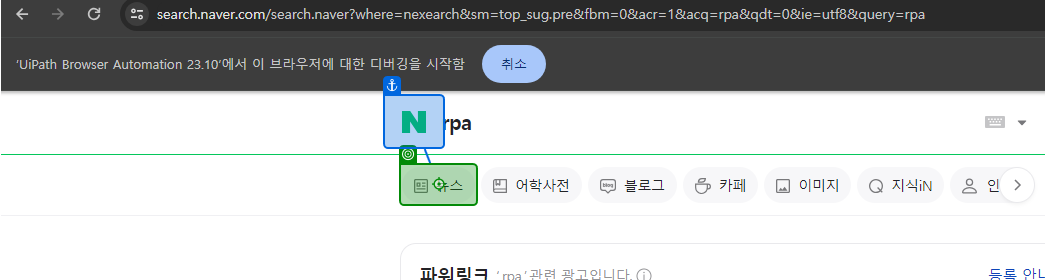 search.naver.com/search.naver?where=nexearch&sm=top_sug.pre&fbm=0&acr=1&acq=rpa&qdt=0&ie=utf8&query=rpa
'UiPath Browser Automation 23.10'에서 이 브라우저에 대한 디버깅을 시작함 취소
N rpa
뉴스 어학사전 블로그 카페 이미지 지식iN 인
파워링크 'rpa'관련 광고입니다. 등록 안내